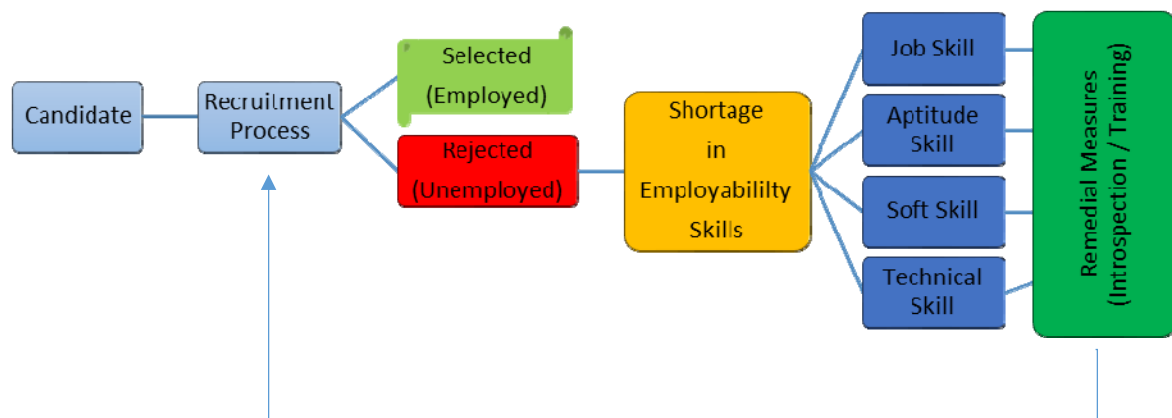 Candidate
Recruitment
Process
Selected
(Employed)
Rejected
(Unemployed)
Shortage
in
Employabililty
Skills
Job Skill
Aptitude
Skill
Soft Skill
Technical
Skill
Remedial Measures
(Introspection / Training)